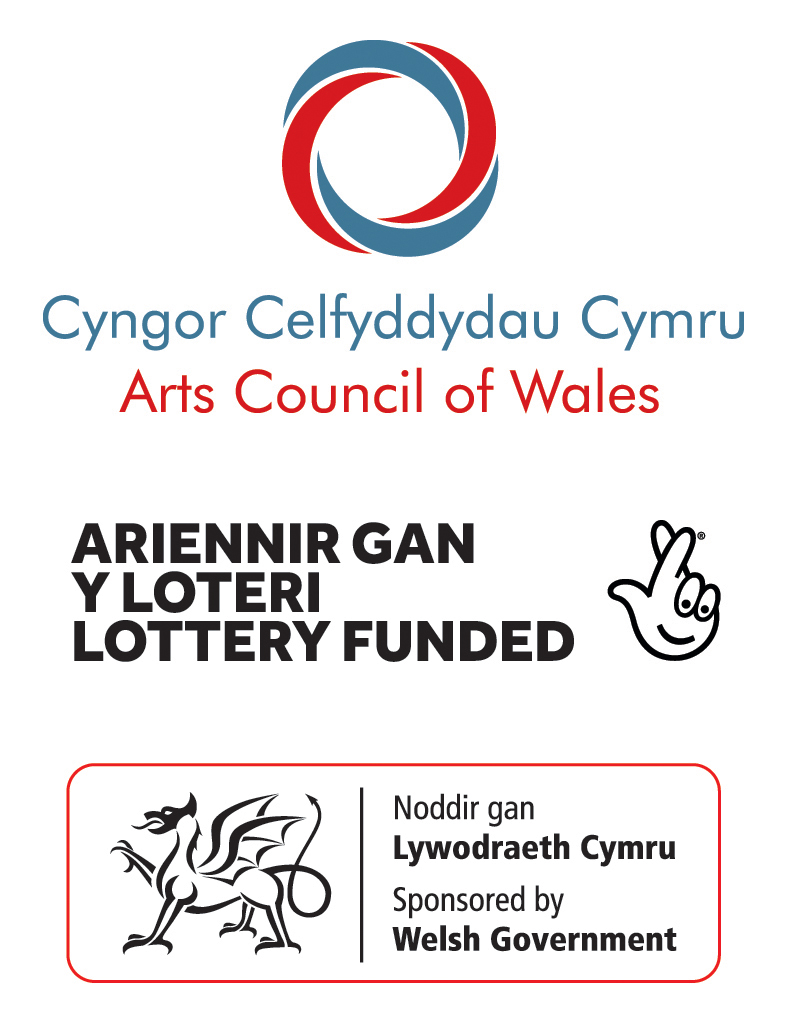 Cyngor Celfyddydau Cymru
Arts Council of Wales
ARIENNIR GAN
Y LOTERI
LOTTERY FUNDED
®
Noddir gan
Lywodraeth Cymru
Sponsored by
Welsh Government